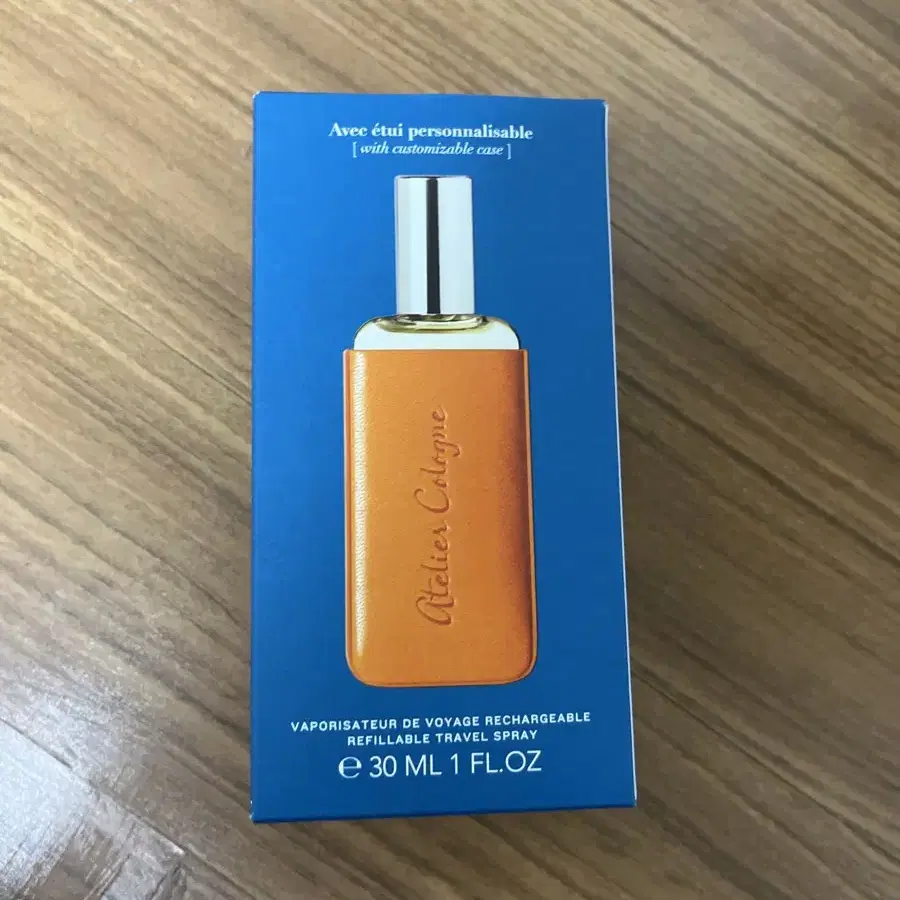 Avec étui personnalisable
[ with customizable case ]
Atelier Cologne
VAPORISATEUR DE VOYAGE RECHARGEABLE
REFILLABLE TRAVEL SPRAY
℮ 30 ML 1 FL.OZ